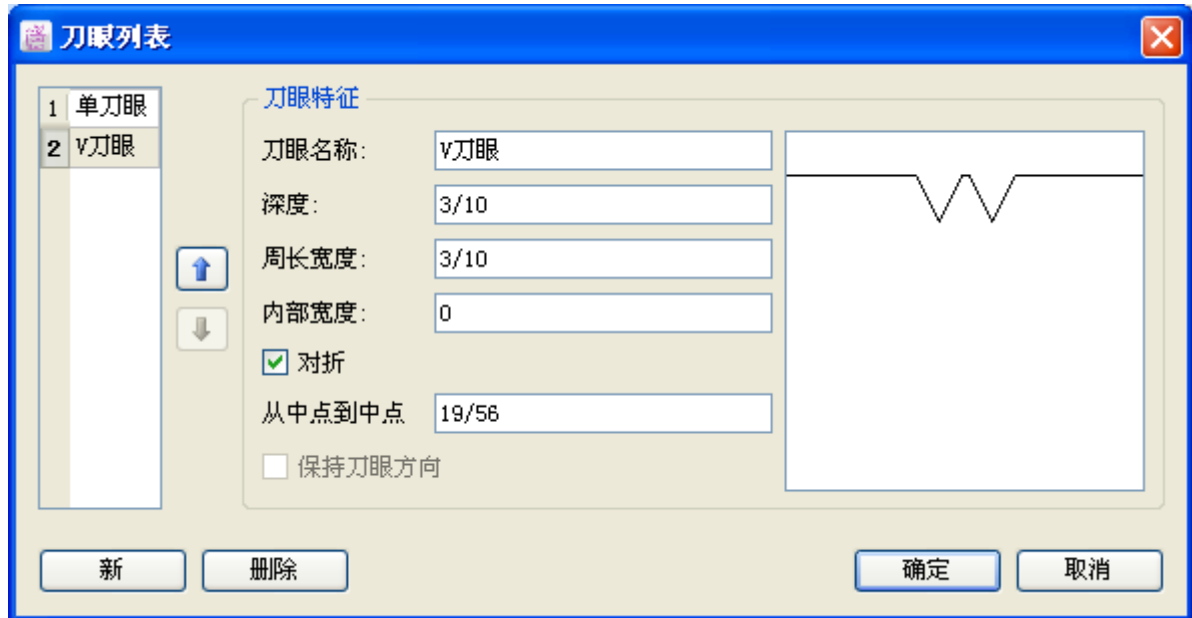 刀眼列表
1 单刀眼
2 V刀眼
刀眼特征
刀眼名称: V刀眼
深度: 3/10
周长宽度: 3/10
内部宽度: 0
对折
从中点到中点 19/56
保持刀眼方向
新 删除 确定 取消